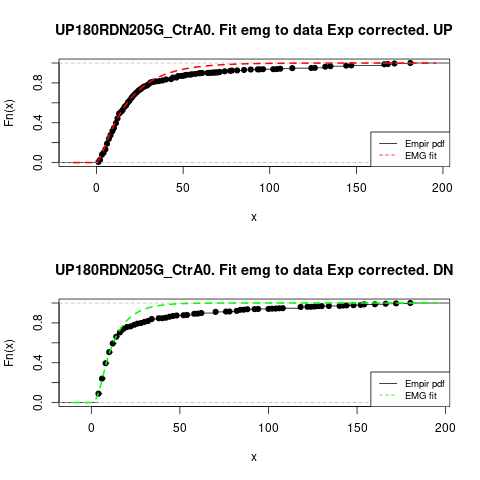 UP180RDN205G_CtrA0. Fit emg to data Exp corrected. UP
Fn(x)
0.0 0.4 0.8
Empir pdf
EMG fit
0 50 100 150 200
x
UP180RDN205G_CtrA0. Fit emg to data Exp corrected. DN
Fn(x)
0.0 0.4 0.8
Empir pdf
EMG fit
0 50 100 150 200
x